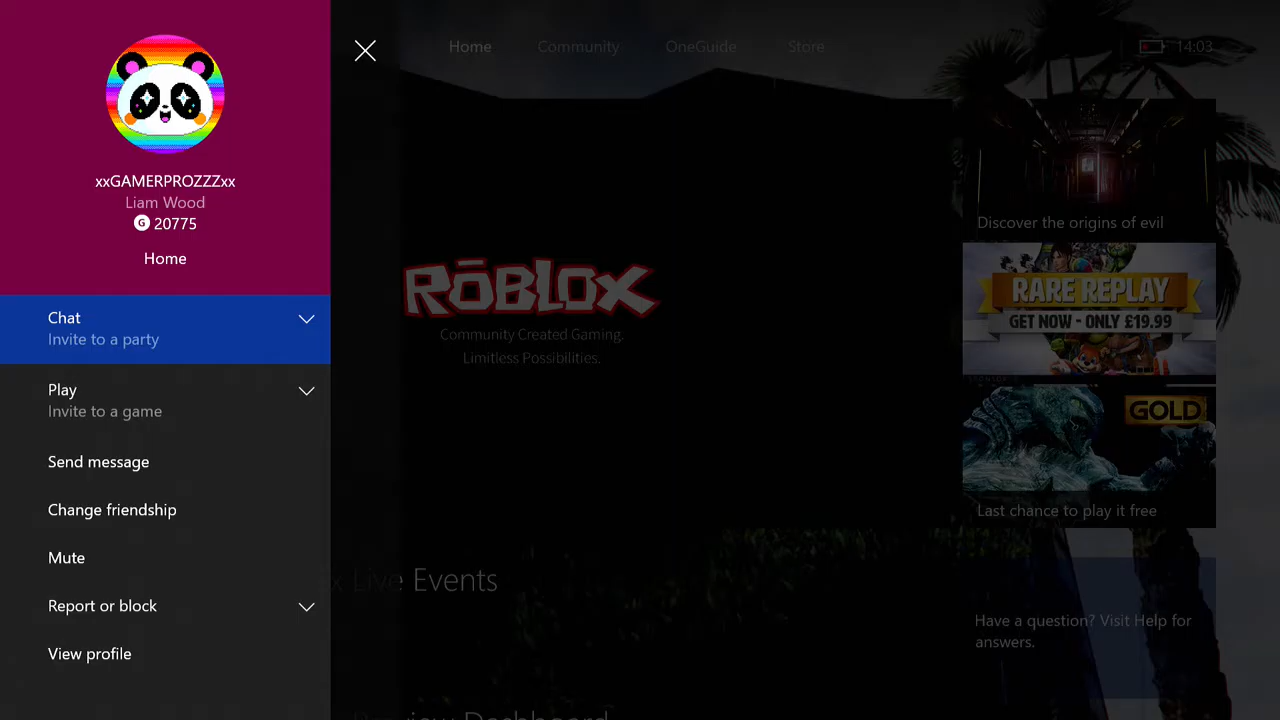 xxGAMERPROZZZxx
Liam Wood
G 20775
Home
Chat
Invite to a party
Play
Invite to a game
Send message
Change friendship
Mute
Report or block
View profile
Home Community OneGuide Store
14:03
ROBLOX
Community Created Gaming.
Limitless Possibilities.
Discover the origins of evil
RARE REPLAY
GET NOW - ONLY £19.99
GOLD
Last chance to play it free
x Live Events
Have a question? Visit Help for
answers.
Dashboard